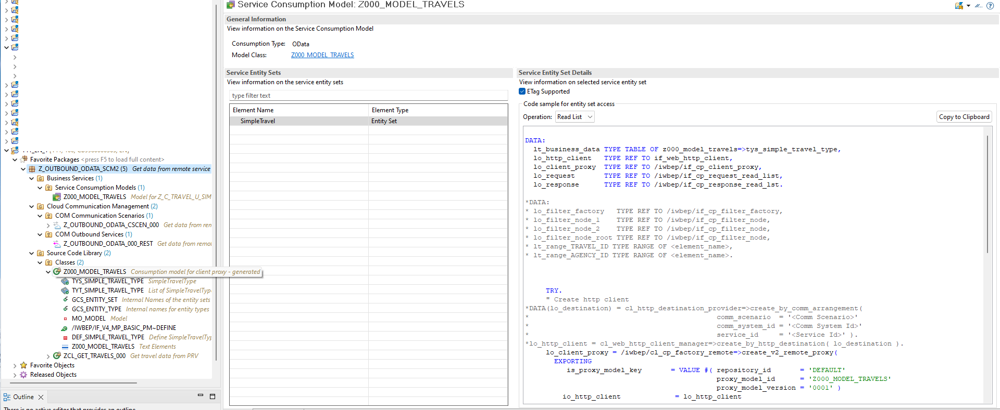 Service Consumption Model: Z000_MODEL_TRAVELS
General Information
View information on the Service Consumption Model
Consumption Type: OData
Model Class: Z000_MODEL_TRAVELS
Favorite Packages <press F5 to load full content>
Z_OUTBOUND_ODATA_SCM2 (5) Get data from remote service
Business Services (1)
Service Consumption Models (1)
Z000_MODEL_TRAVELS Model for Z_C_TRAVEL_U_SIM
Cloud Communication Management (2)
COM Communication Scenarios (1)
Z_OUTBOUND_ODATA_CSCEN_000 Get data from ren
COM Outbound Services (1)
Z_OUTBOUND_ODATA_000_REST Get data from remo
Source Code Library (2)
Classes (2)
Z000_MODEL_TRAVELS Consumption model for client proxy - generated
TYS_SIMPLE_TRAVEL_TYPE SimpleTravelType
TYT_SIMPLE_TRAVEL_TYPE List of SimpleTravelType
GCS_ENTITY_SET Internal Names of the entity sets
GCS_ENTITY_TYPE Internal names for entity types
MO_MODEL Model
/IWBEP/IF_V4_MP_BASIC_PM~DEFINE
DEF_SIMPLE_TRAVEL_TYPE Define SimpleTravelTyp
Z000_MODEL_TRAVELS Text Elements
ZCL_GET_TRAVELS_000 Get travel data from PRV
Favorite Objects
Released Objects
Outline
There is no active editor that provides an outline.
Service Entity Sets
View information on the service entity sets
type filter text
Element Name Element Type
SimpleTravel Entity Set
Service Entity Set Details
View information on selected service entity set
ETag Supported
Code sample for entity set access
Operation: Read List Copy to Clipboard
DATA:
lt_business_data TYPE TABLE OF z000_model_travels=>tys_simple_travel_type,
lo_http_client TYPE REF TO if_web_http_client,
lo_client_proxy TYPE REF TO /iwbep/if_cp_client_proxy,
lo_request TYPE REF TO /iwbep/if_cp_request_read_list,
lo_response TYPE REF TO /iwbep/if_cp_response_read_lst.
*DATA:
* lo_filter_factory TYPE REF TO /iwbep/if_cp_filter_factory,
* lo_filter_node_1 TYPE REF TO /iwbep/if_cp_filter_node,
* lo_filter_node_2 TYPE REF TO /iwbep/if_cp_filter_node,
* lo_filter_node_root TYPE REF TO /iwbep/if_cp_filter_node,
* lt_range_TRAVEL_ID TYPE RANGE OF <element_name>,
* lt_range_AGENCY_ID TYPE RANGE OF <element_name>.
TRY.
" Create http client
*DATA(lo_destination) = cl_http_destination_provider=>create_by_comm_arrangement(
* comm_scenario = '<Comm Scenario>'
* comm_system_id = '<Comm System Id>'
* service_id = '<Service Id>' ).
*lo_http_client = cl_web_http_client_manager=>create_by_http_destination( lo_destination ).
lo_client_proxy = /iwbep/cl_cp_factory_remote=>create_v2_remote_proxy(
EXPORTING
is_proxy_model_key = VALUE #( repository_id = 'DEFAULT'
proxy_model_id = 'Z000_MODEL_TRAVELS'
proxy_model_version = '0001' )
io_http_client = lo_http_client